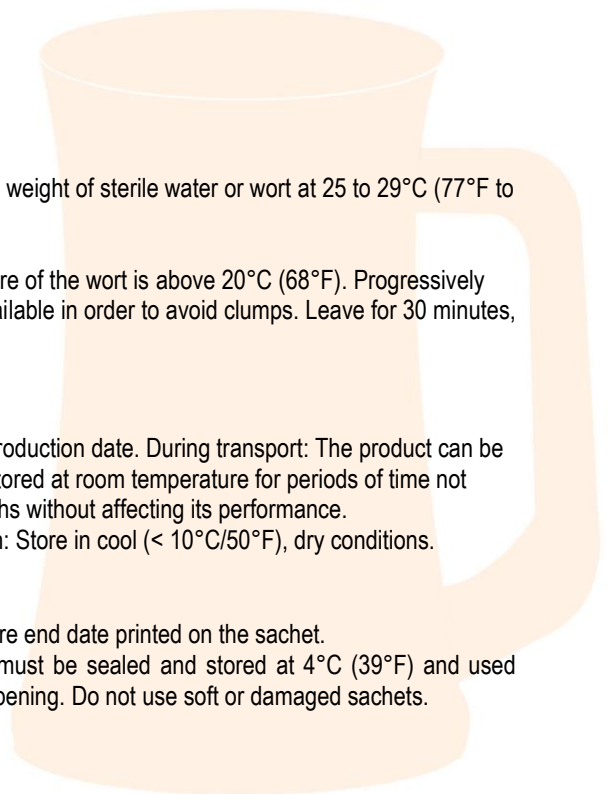 weight of sterile water or wort at 25 to 29°C (77°F to
re of the wort is above 20°C (68°F). Progressively
ilable in order to avoid clumps. Leave for 30 minutes,
roduction date. During transport: The product can be
tored at room temperature for periods of time not
hs without affecting its performance.
n: Store in cool (< 10°C/50°F), dry conditions.
re end date printed on the sachet.
must be sealed and stored at 4°C (39°F) and used
pening. Do not use soft or damaged sachets.